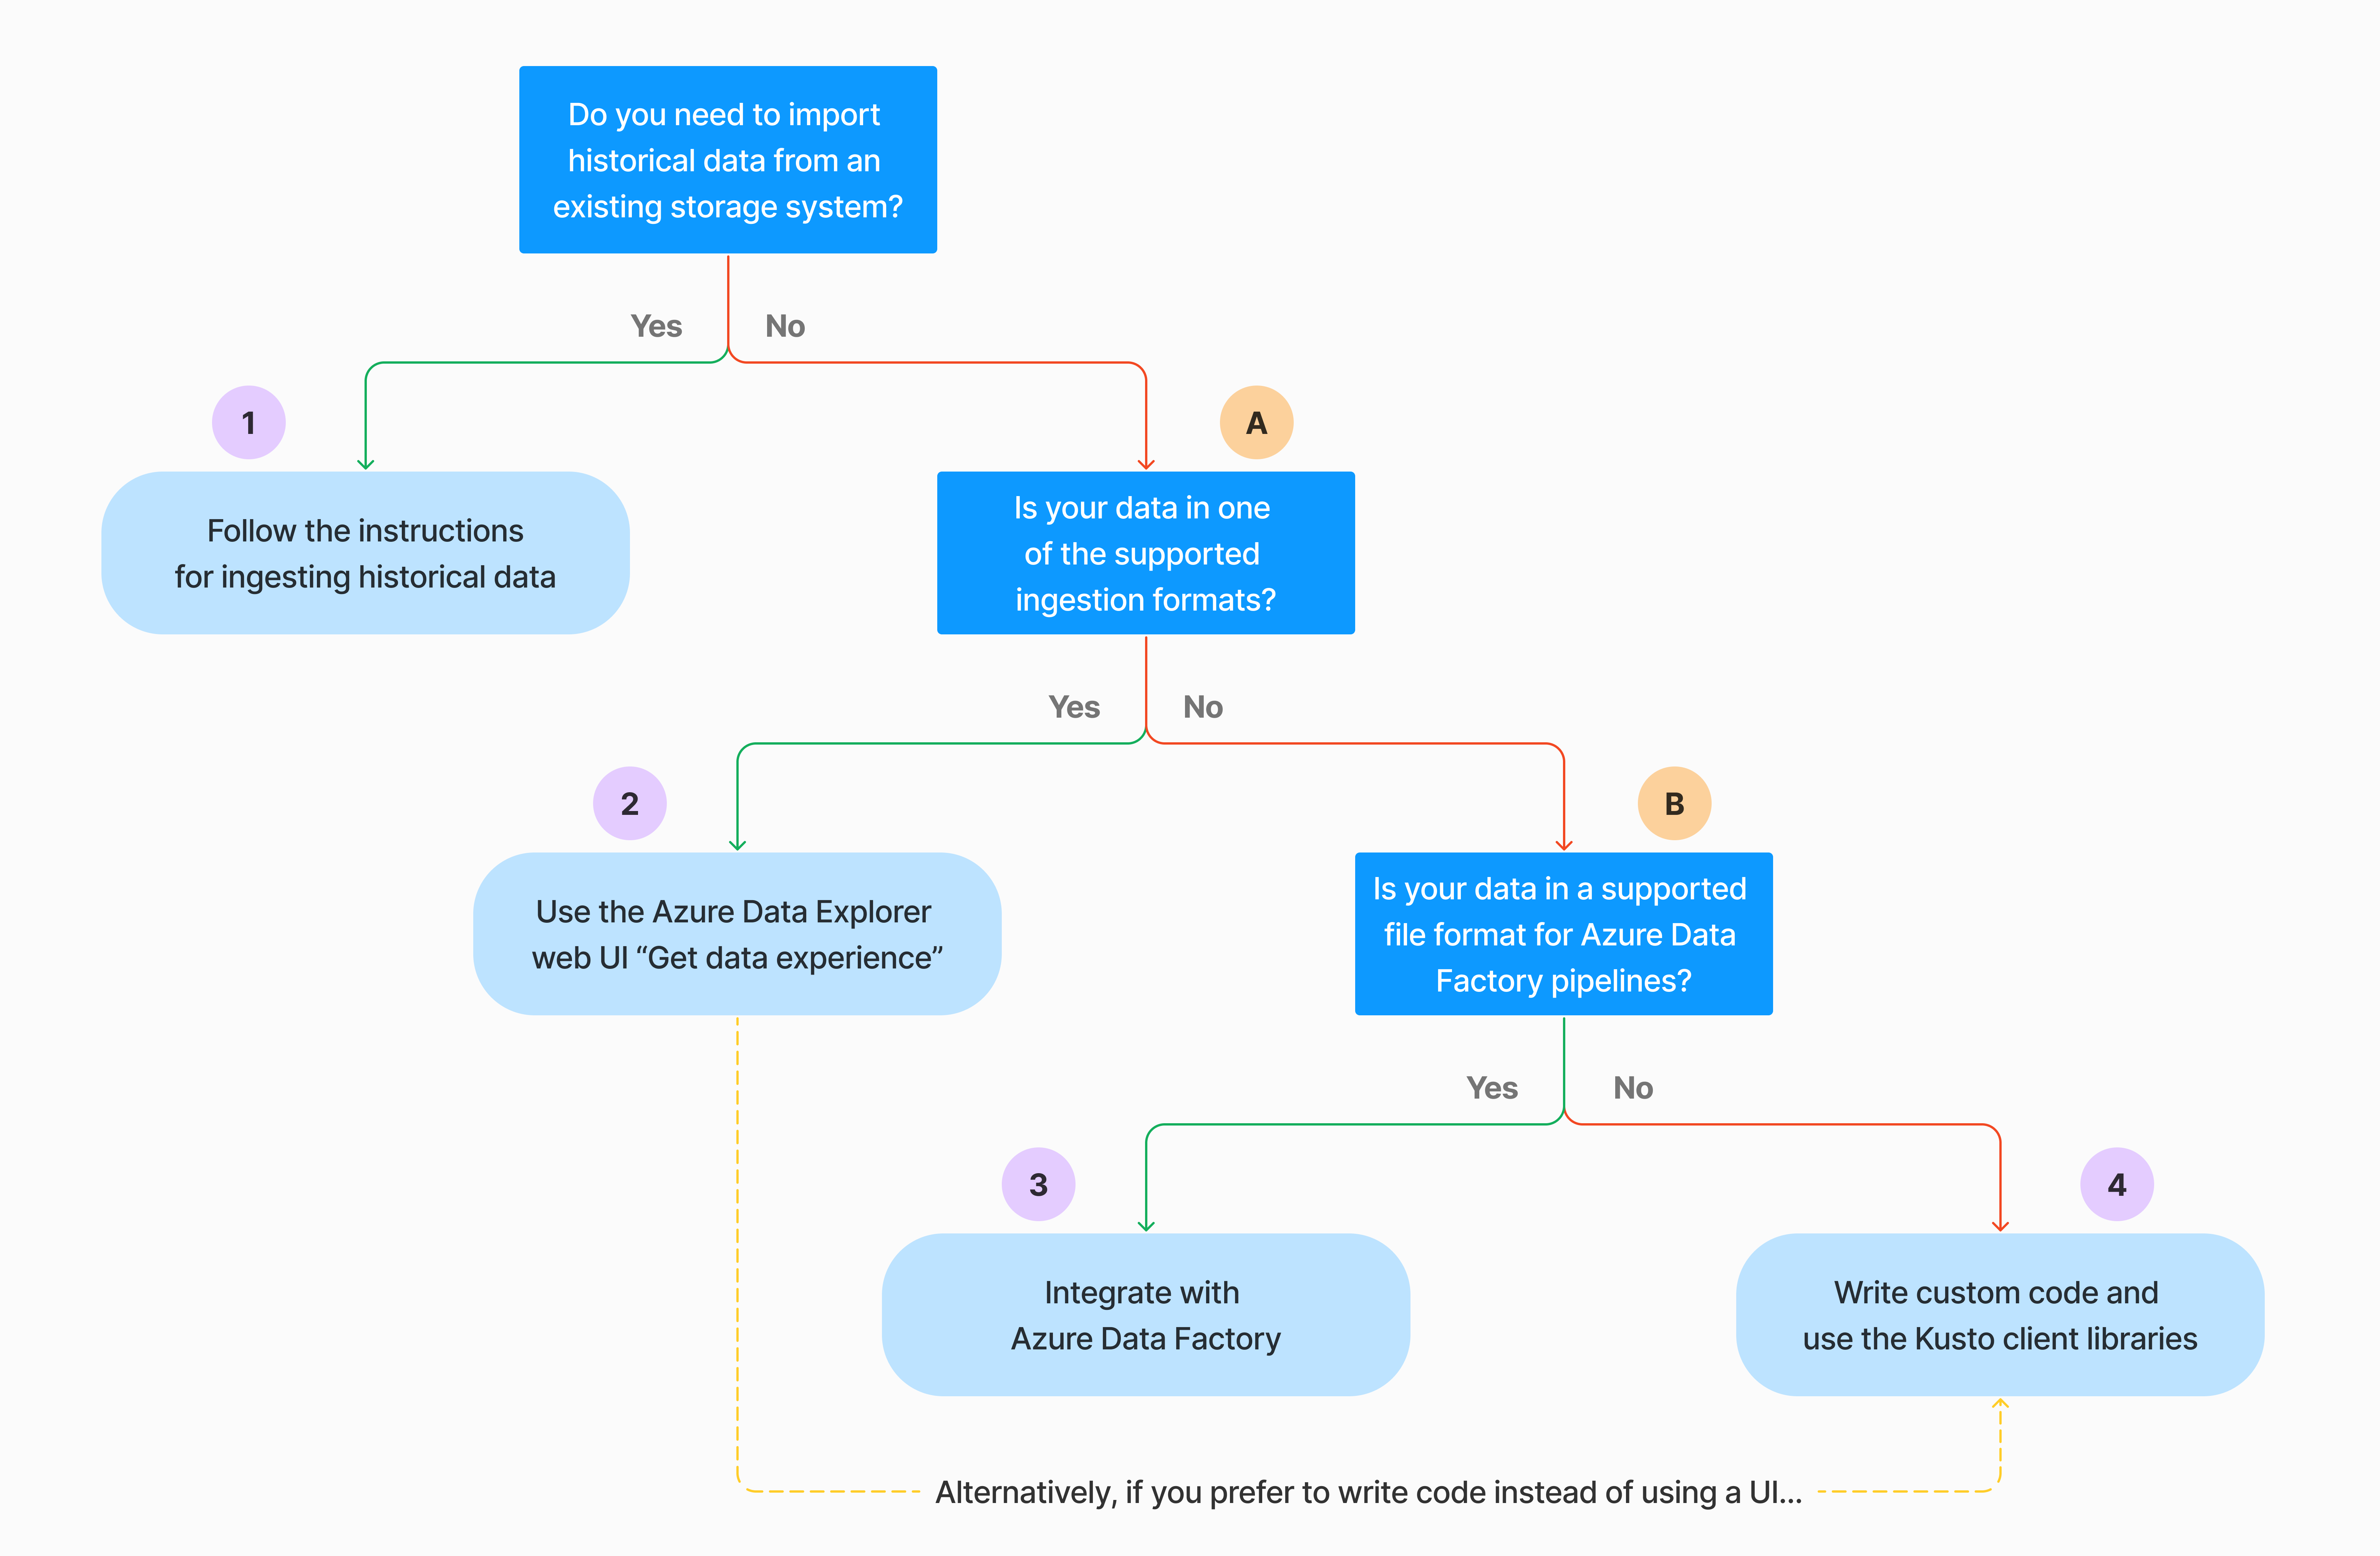 Do you need to import
historical data from an
existing storage system?
Yes
No
1
A
Follow the instructions
for ingesting historical data
Is your data in one
of the supported
ingestion formats?
Yes
No
2
B
Use the Azure Data Explorer
web UI “Get data experience”
Is your data in a supported
file format for Azure Data
Factory pipelines?
Yes
No
3
4
Integrate with
Azure Data Factory
Write custom code and
use the Kusto client libraries
Alternatively, if you prefer to write code instead of using a UI...